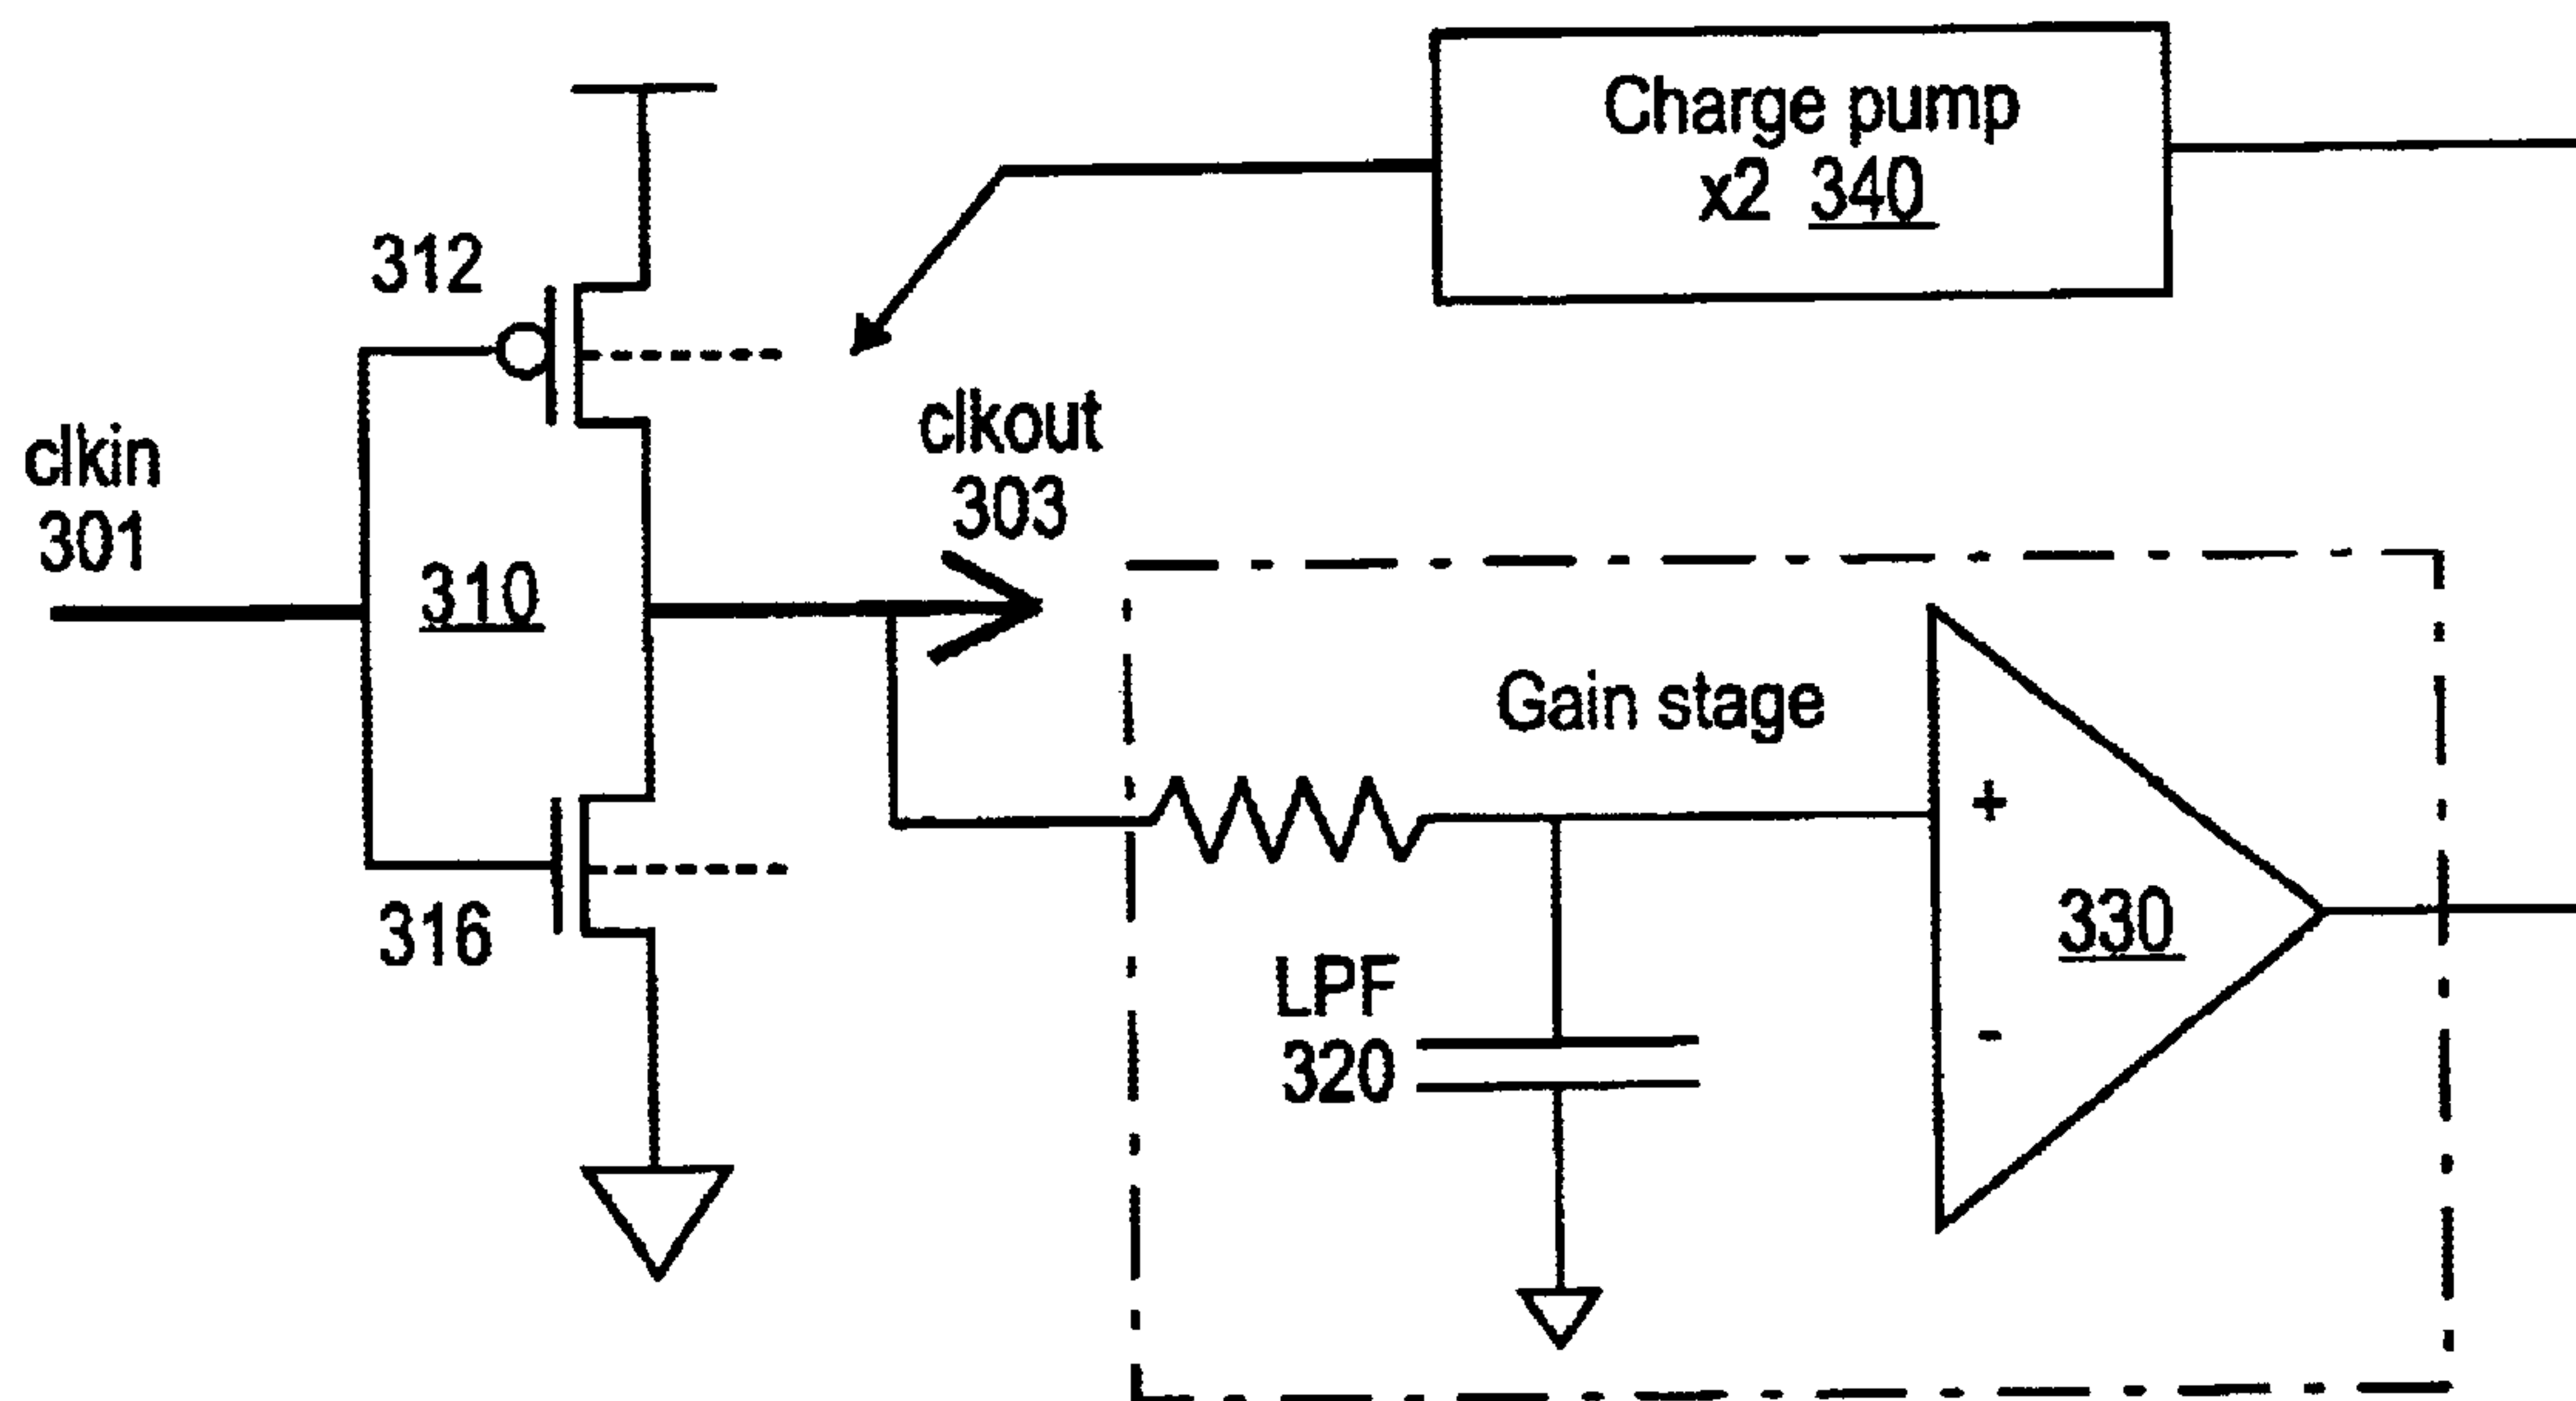 Charge pump
x2 340
312
clkin
301
310
clkout
303
316
Gain stage
+
-
330
LPF
320